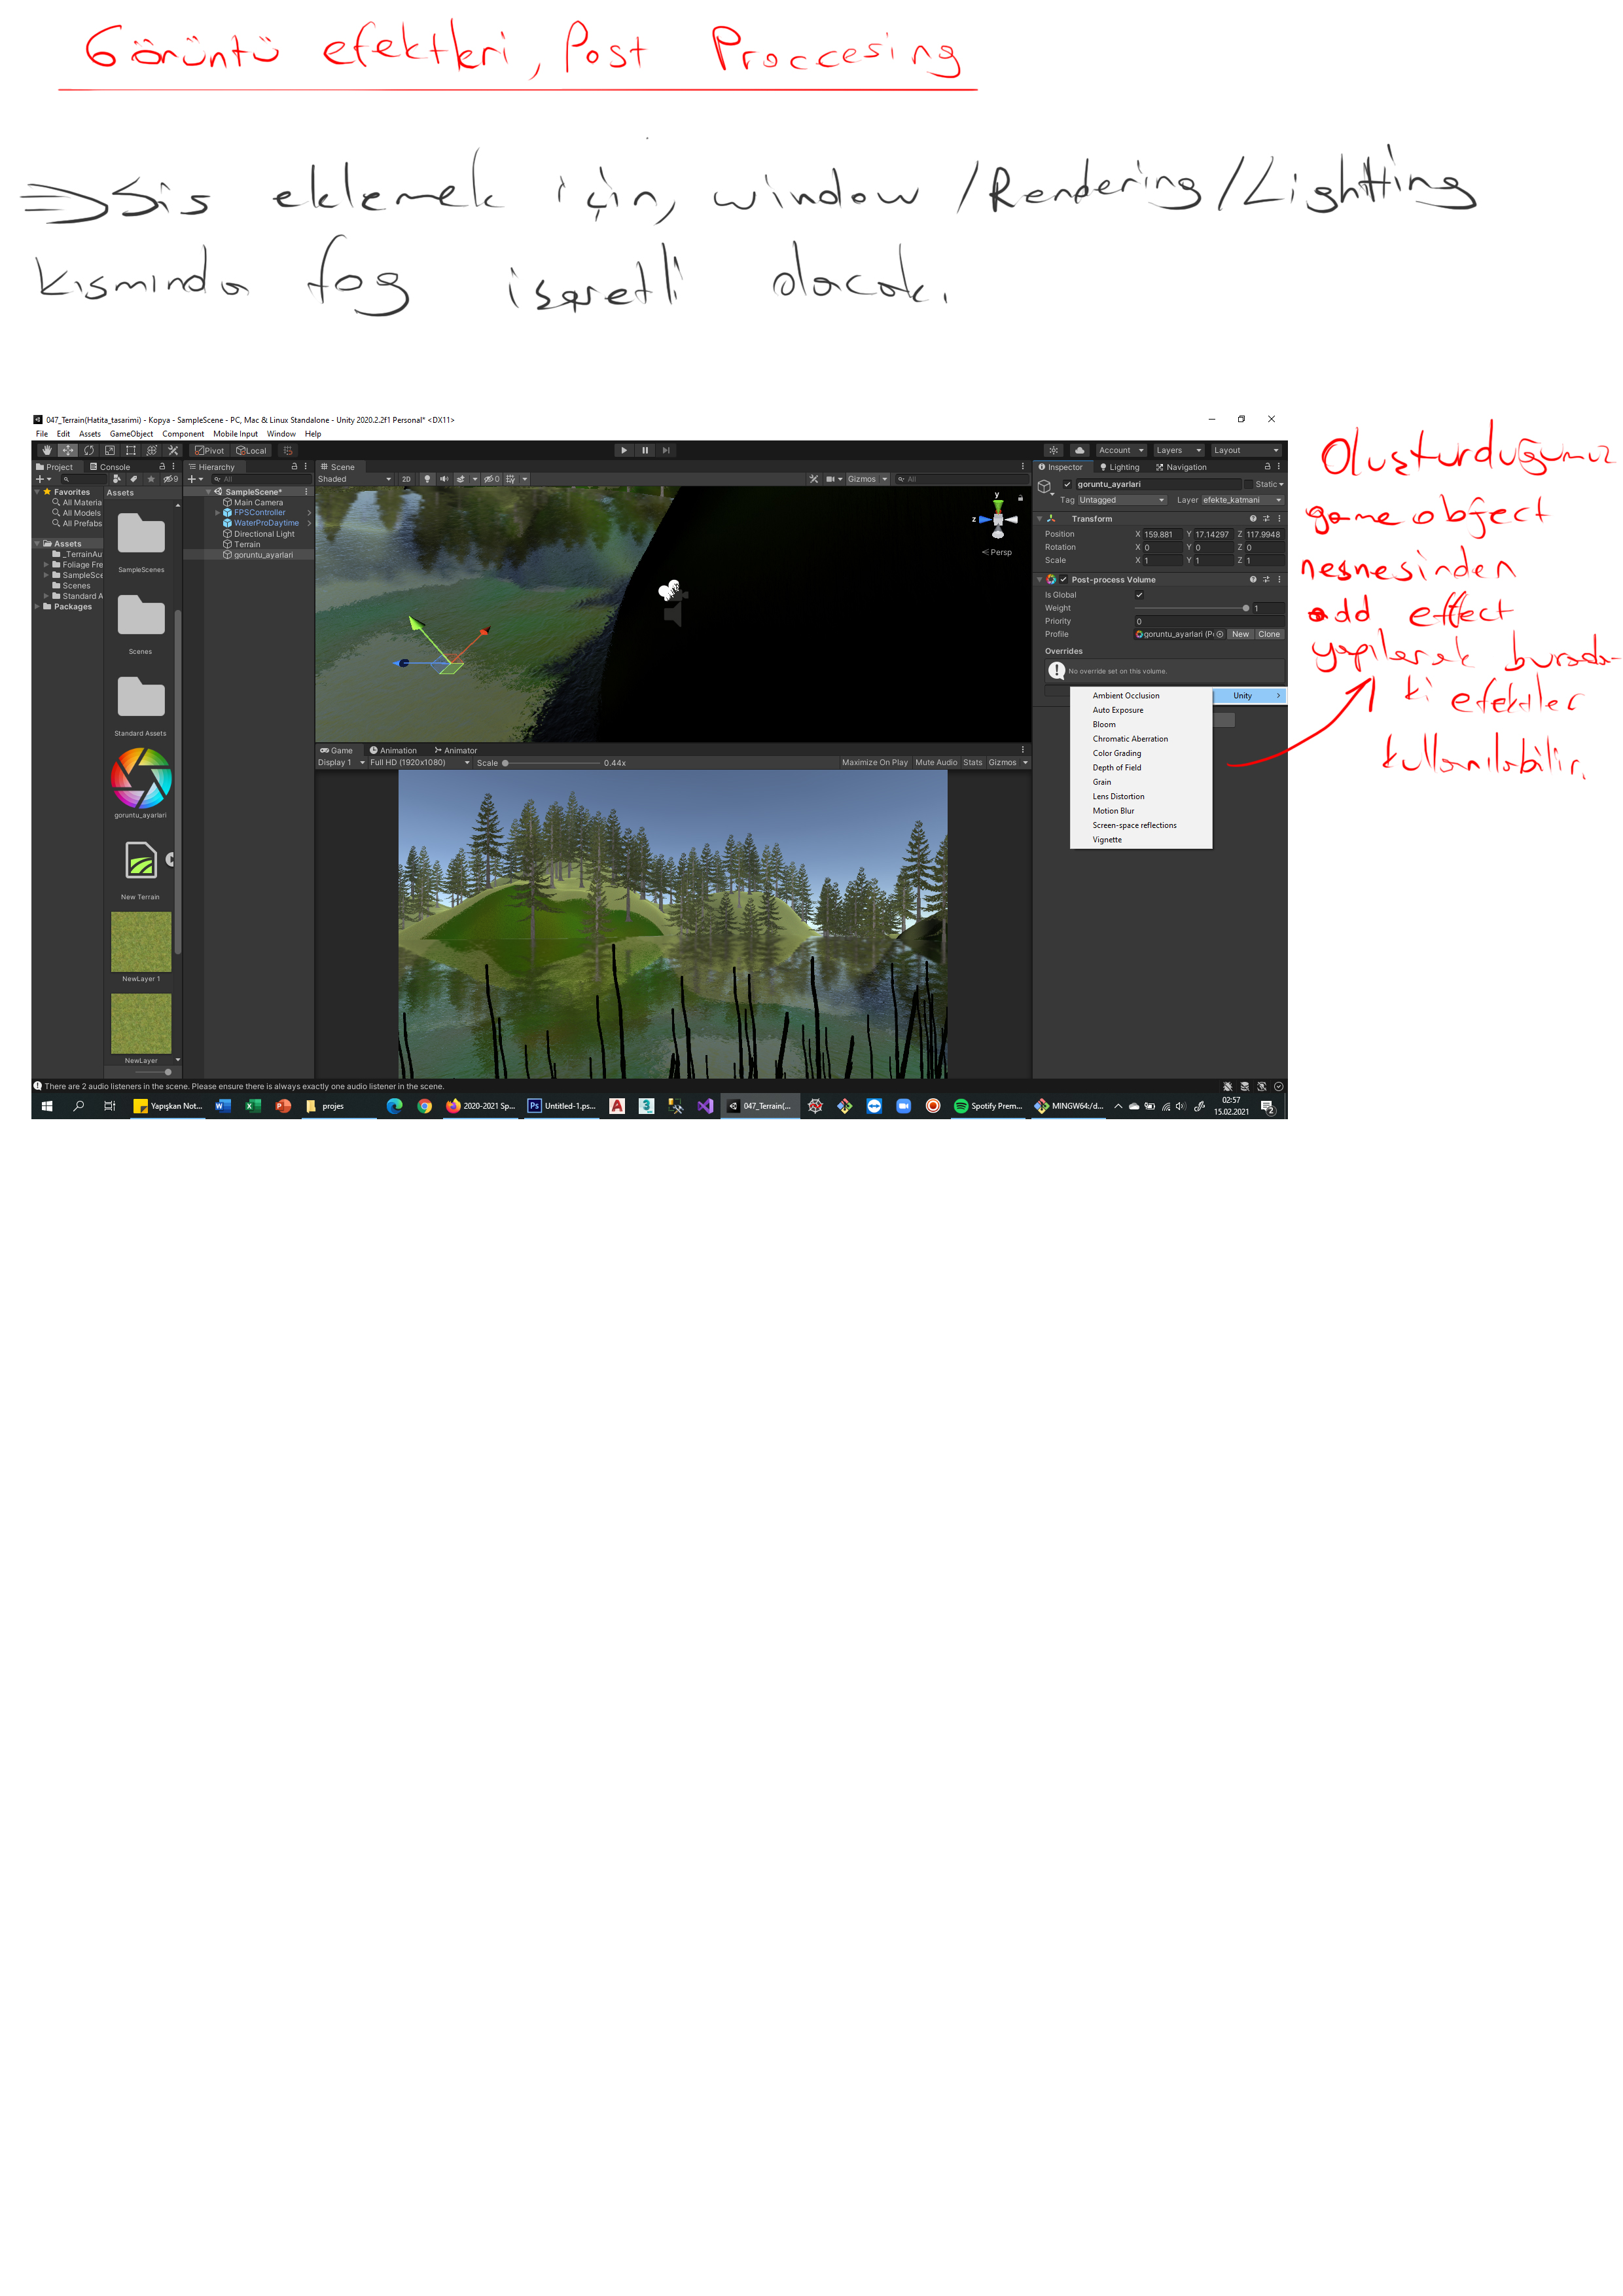 Görüntü efektleri, Post Proccesing
=> Sis eklemek için, window /Rendering/Lightting
kısmında fog işaretli olacak.
047_Terrain(Hatita_tasarimi) - Kopya - SampleScene - PC, Mac & Linux Standalone - Unity 2020.2.2f1 Personal* <DX11>
File Edit Assets GameObject Component Mobile Input Window Help
Pivot Local Account Layers Layout
Project Console
Favorites
All Materia
All Models
All Prefabs
Assets
_TerrainAu
Foliage Fre
SampleSce
Scenes
Standard A
Packages
Assets
SampleScenes
Scenes
Standard Assets
goruntu_ayarlari
New Terrain
NewLayer 1
NewLayer
Hierarchy
All
SampleScene*
Main Camera
FPSController
WaterProDaytime
Directional Light
Terrain
goruntu_ayarlari
Scene
Shaded 2D 0 Gizmos All
y
z
Persp
Game Animation Animator
Display 1 Full HD (1920x1080) Scale 0.44x Maximize On Play Mute Audio Stats Gizmos
Inspector Lighting Navigation
goruntu_ayarlari Static
Tag Untagged Layer efekte_katmani
Transform
Position X 159.881 Y 17.14297 Z 117.9948
Rotation X 0 Y 0 Z 0
Scale X 1 Y 1 Z 1
Post-process Volume
Is Global
Weight 1
Priority 0
Profile goruntu_ayarlari (P New Clone
Overrides
No override set on this volume.
Unity
Ambient Occlusion
Auto Exposure
Bloom
Chromatic Aberration
Color Grading
Depth of Field
Grain
Lens Distortion
Motion Blur
Screen-space reflections
Vignette
Oluşturduğumuz
game object
nesnesinden
add effect
yapılarak burada-
ki efektler
kullanılabilir.
There are 2 audio listeners in the scene. Please ensure there is always exactly one audio listener in the scene.
Yapışkan Not... projes 2020-2021 Sp... Untitled-1.ps... 047_Terrain(... Spotify Prem... MINGW64:/d... 02:57
15.02.2021 2